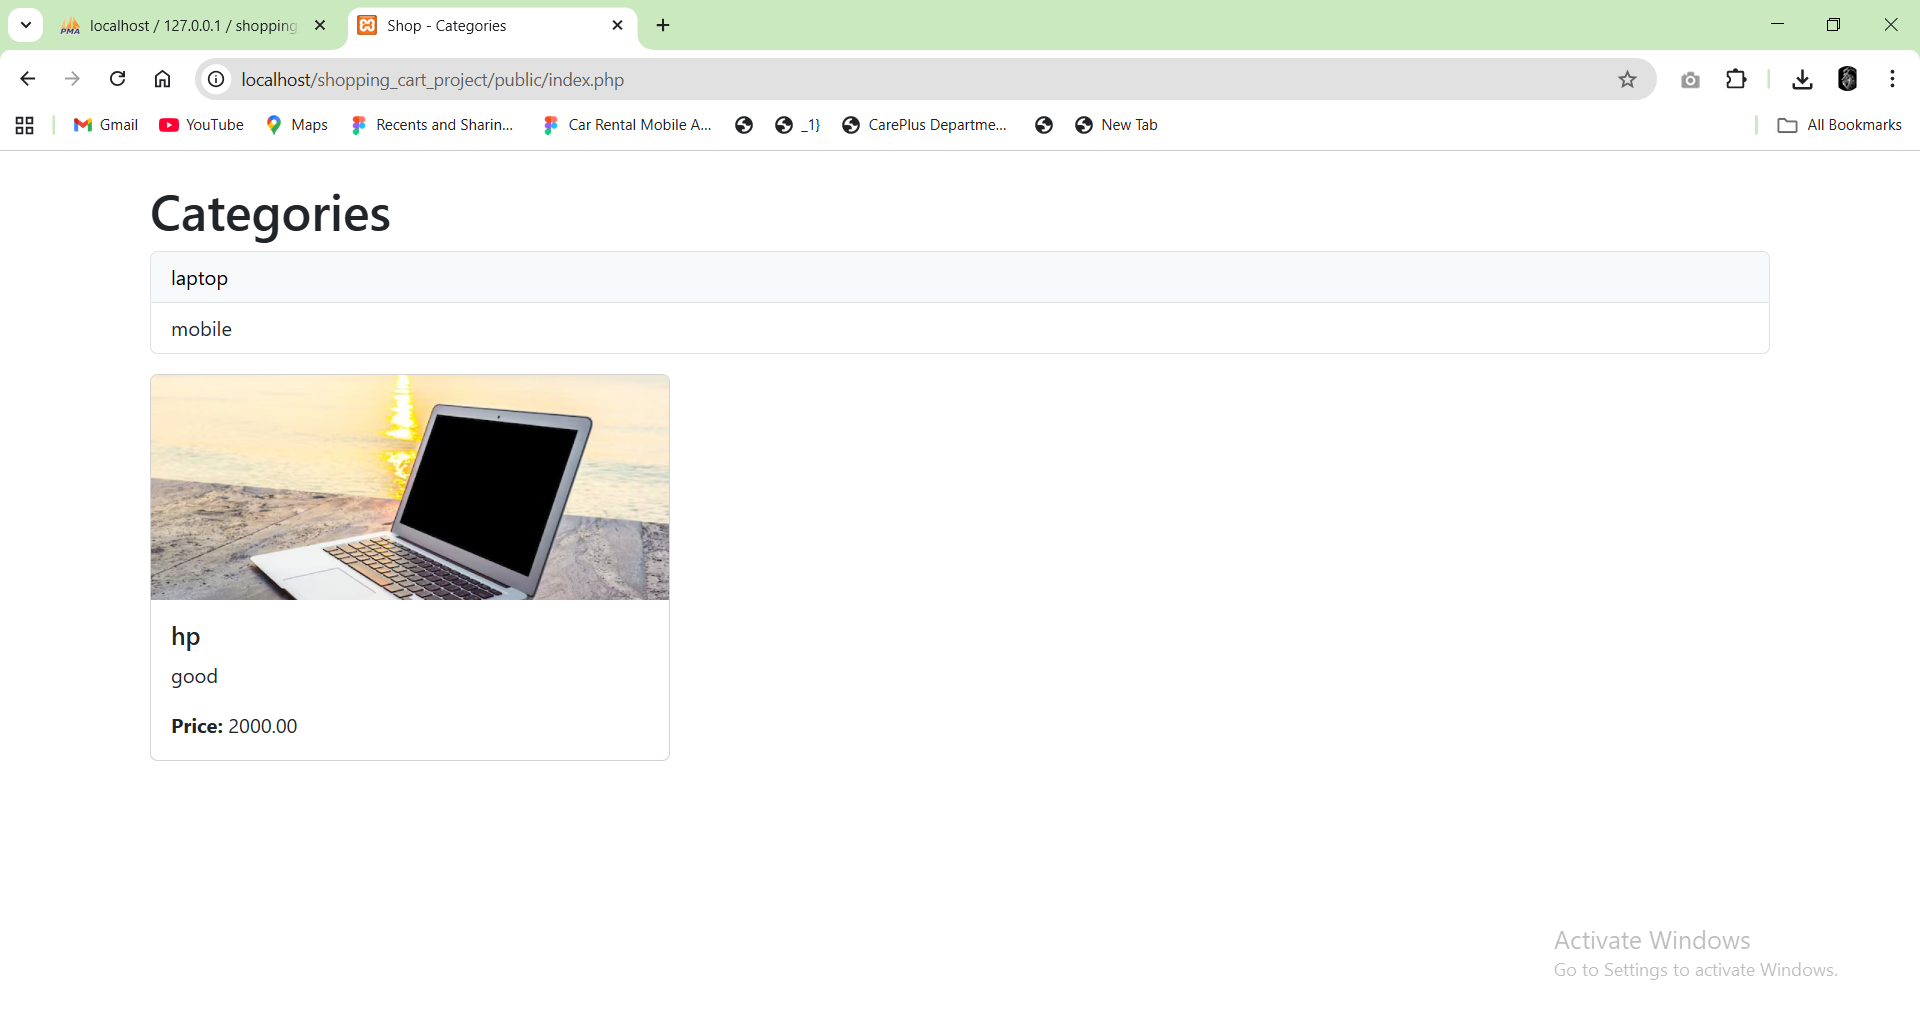 localhost / 127.0.0.1 / shopping
Shop - Categories
localhost/shopping_cart_project/public/index.php
Gmail
YouTube
Maps
Recents and Sharin...
Car Rental Mobile A...
_1}
CarePlus Departme...
New Tab
All Bookmarks
Categories
laptop
mobile
hp
good
Price: 2000.00
Activate Windows
Go to Settings to activate Windows.